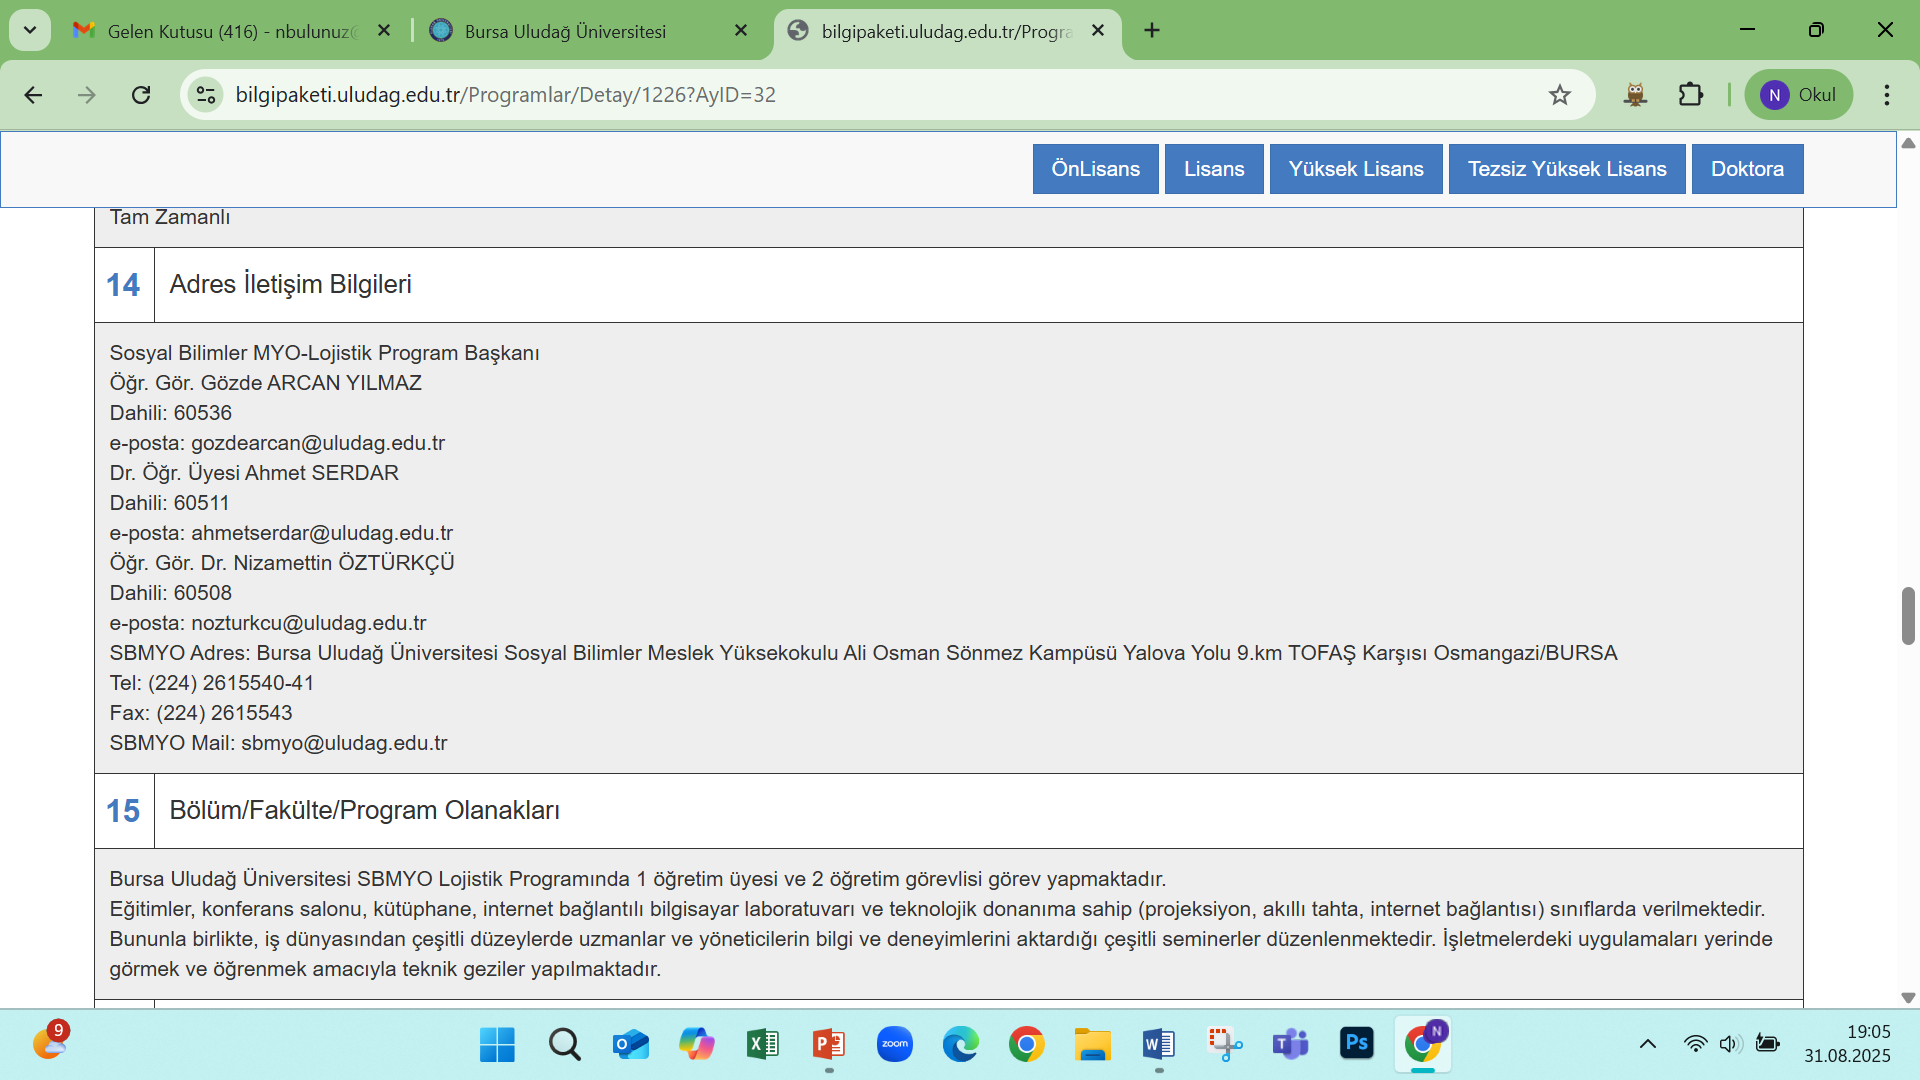 Gelen Kutusu (416) - nbulunuz@
Bursa Uludağ Üniversitesi
bilgipaketi.uludag.edu.tr/Progra
bilgipaketi.uludag.edu.tr/Programlar/Detay/1226?AyID=32
N Okul
ÖnLisans Lisans Yüksek Lisans Tezsiz Yüksek Lisans Doktora
Tam Zamanlı
14 Adres İletişim Bilgileri
Sosyal Bilimler MYO-Lojistik Program Başkanı
Öğr. Gör. Gözde ARCAN YILMAZ
Dahili: 60536
e-posta: gozdearcan@uludag.edu.tr
Dr. Öğr. Üyesi Ahmet SERDAR
Dahili: 60511
e-posta: ahmetserdar@uludag.edu.tr
Öğr. Gör. Dr. Nizamettin ÖZTÜRKÇÜ
Dahili: 60508
e-posta: nozturkcu@uludag.edu.tr
SBMYO Adres: Bursa Uludağ Üniversitesi Sosyal Bilimler Meslek Yüksekokulu Ali Osman Sönmez Kampüsü Yalova Yolu 9.km TOFAŞ Karşısı Osmangazi/BURSA
Tel: (224) 2615540-41
Fax: (224) 2615543
SBMYO Mail: sbmyo@uludag.edu.tr
15 Bölüm/Fakülte/Program Olanakları
Bursa Uludağ Üniversitesi SBMYO Lojistik Programında 1 öğretim üyesi ve 2 öğretim görevlisi görev yapmaktadır.
Eğitimler, konferans salonu, kütüphane, internet bağlantılı bilgisayar laboratuvarı ve teknolojik donanıma sahip (projeksiyon, akıllı tahta, internet bağlantısı) sınıflarda verilmektedir.
Bununla birlikte, iş dünyasından çeşitli düzeylerde uzmanlar ve yöneticilerin bilgi ve deneyimlerini aktardığı çeşitli seminerler düzenlenmektedir. İşletmelerdeki uygulamaları yerinde
görmek ve öğrenmek amacıyla teknik geziler yapılmaktadır.
9
zoom
Ps
N
19:05
31.08.2025